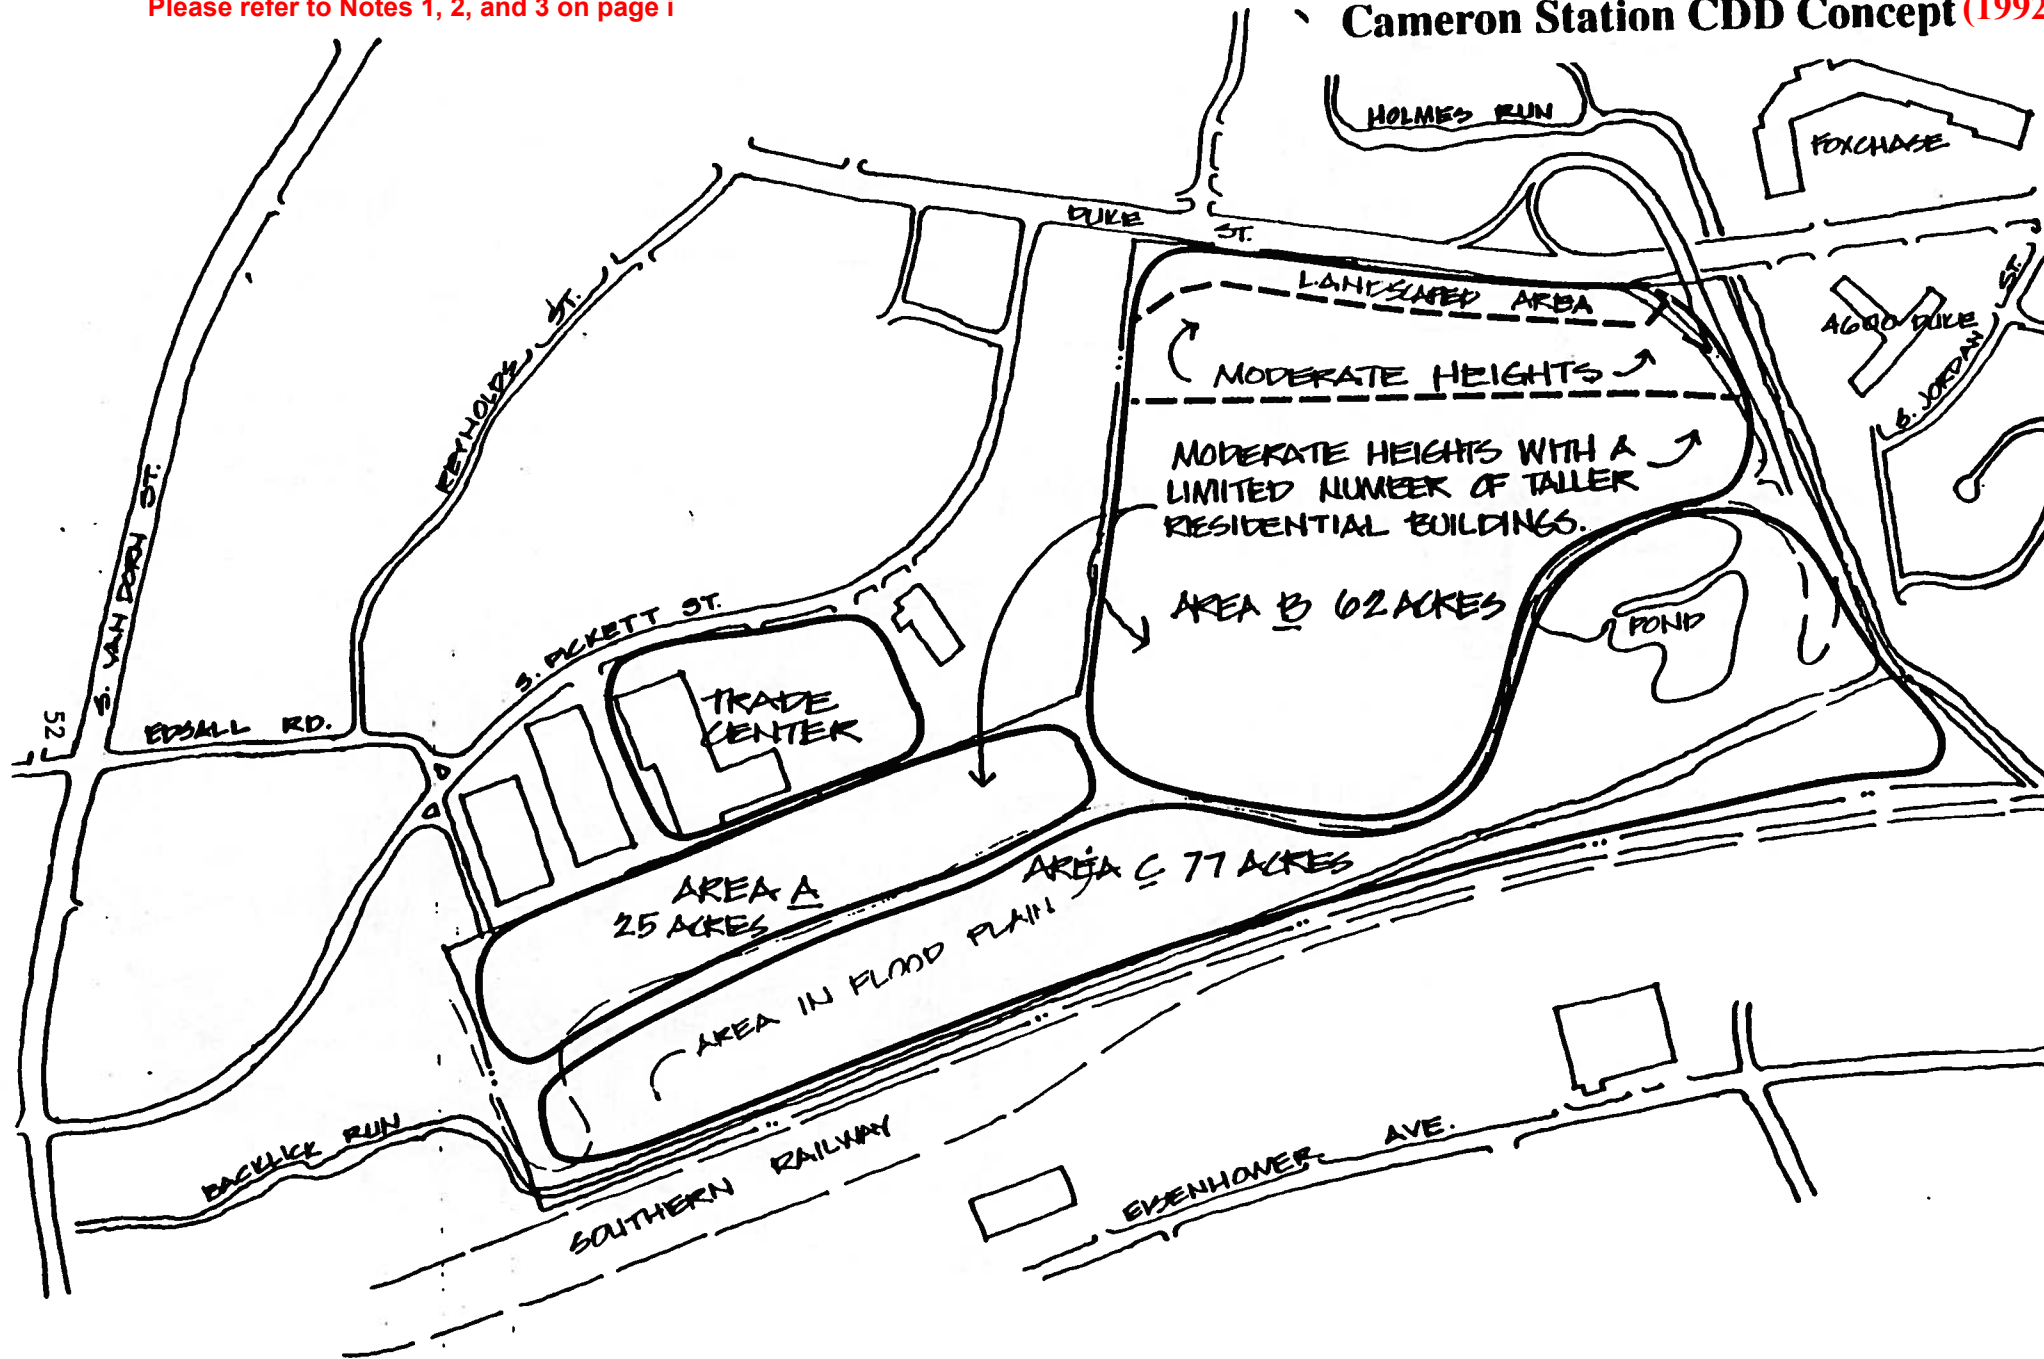 Please refer to Notes 1, 2, and 3 on page i
Cameron Station CDD Concept (1992
HOLMES RUN
FOXCHASE
DUKE ST.
LANDSCAPED AREA
4600 DUKE
S. JORDAN ST.
REYNOLDS ST.
MODERATE HEIGHTS
MODERATE HEIGHTS WITH A
LIMITED NUMBER OF TALLER
RESIDENTIAL BUILDINGS.
AREA B 62 ACRES
POND
S. VAN DORN ST.
S. PICKETT ST.
TRADE
CENTER
52
EDSALL RD.
AREA A
25 ACRES
AREA C 77 ACRES
AREA IN FLOOD PLAIN
BACKLICK RUN
SOUTHERN RAILWAY
EISENHOWER AVE.